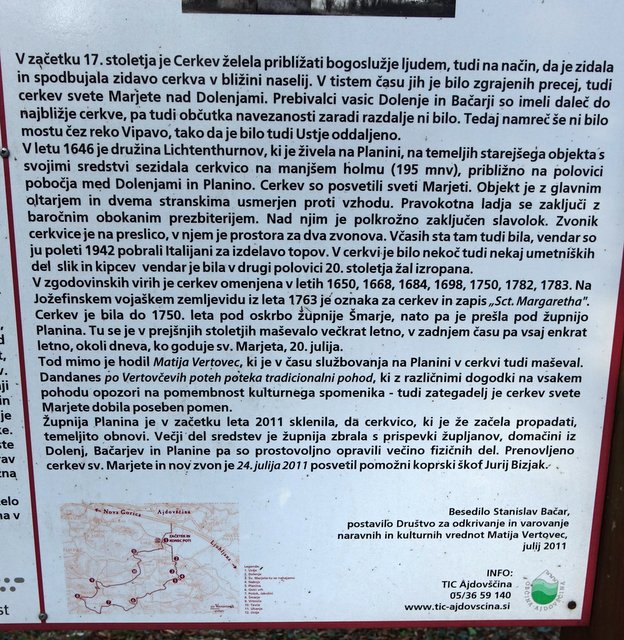 V začetku 17. stoletja je Cerkev želela približati bogoslužje ljudem, tudi na način, da je zidala
in spodbujala zidavo cerkva v bližini naselij. V tistem času jih je bilo zgrajenih precej, tudi
cerkev svete Marjete nad Dolenjami. Prebivalci vasic Dolenje in Bačarji so imeli daleč do
najbližje cerkve, pa tudi občutka navezanosti zaradi razdalje ni bilo. Tedaj namreč še ni bilo
mostu čez reko Vipavo, tako da je bilo tudi Ustje oddaljeno.
V letu 1646 je družina Lichtenthurnov, ki je živela na Planini, na temeljih starejšega objekta s
svojimi sredstvi sezidala cerkvico na manjšem holmu (195 mnv), približno na polovici
pobočja med Dolenjami in Planino. Cerkev so posvetili sveti Marjeti. Objekt je z glavnim
oltarjem in dvema stranskima usmerjen proti vzhodu. Pravokotna ladja se zaključi z
baročnim obokanim prezbiterijem. Nad njim je polkrožno zaključen slavolok. Zvonik
cerkvice je na preslico, v njem je prostora za dva zvonova. Včasih sta tam tudi bila, vendar so
ju poleti 1942 pobrali Italijani za izdelavo topov. V cerkvi je bilo nekoč tudi nekaj umetniških
del slik in kipcev vendar je bila v drugi polovici 20. stoletja žal izropana.
V zgodovinskih virih je cerkev omenjena v letih 1650, 1668, 1684, 1698, 1750, 1782, 1783. Na
Jožefinskem vojaškem zemljevidu iz leta 1763 je oznaka za cerkev in zapis „Sct. Margaretha".
Cerkev je bila do 1750. leta pod oskrbo župnije Šmarje, nato pa je prešla pod župnijo
Planina. Tu se je v prejšnjih stoletjih maševalo večkrat letno, v zadnjem času pa vsaj enkrat
letno, okoli dneva, ko goduje sv. Marjeta, 20. julija.
Tod mimo je hodil Matija Vertovec, ki je v času službovanja na Planini v cerkvi tudi maševal.
Dandanes po Vertovčevih poteh poteka tradicionalni pohod, ki z različnimi dogodki na vsakem
pohodu opozori na pomembnost kulturnega spomenika - tudi zategadelj je cerkev svete
Marjete dobila poseben pomen.
Župnija Planina je v začetku leta 2011 sklenila, da cerkvico, ki je že začela propadati,
temeljito obnovi. Večji del sredstev je župnija zbrala s prispevki župljanov, domačini iz
Dolenj, Bačarjev in Planine pa so prostovoljno opravili večino fizičnih del. Prenovljeno
cerkev sv. Marjete in nov zvon je 24. julija 2011 posvetil pomožni koprski škof Jurij Bizjak.
Besedilo Stanislav Bačar,
postavilo Društvo za odkrivanje in varovanje
naravnih in kulturnih vrednot Matija Vertovec,
julij 2011
INFO:
TIC Ajdovščina
05/36 59 140
www.tic-ajdovscina.si
Nova Gorica
Ajdovščina
ZAČETEK IN
KONEC POTI
Ljubljana
Legenda: